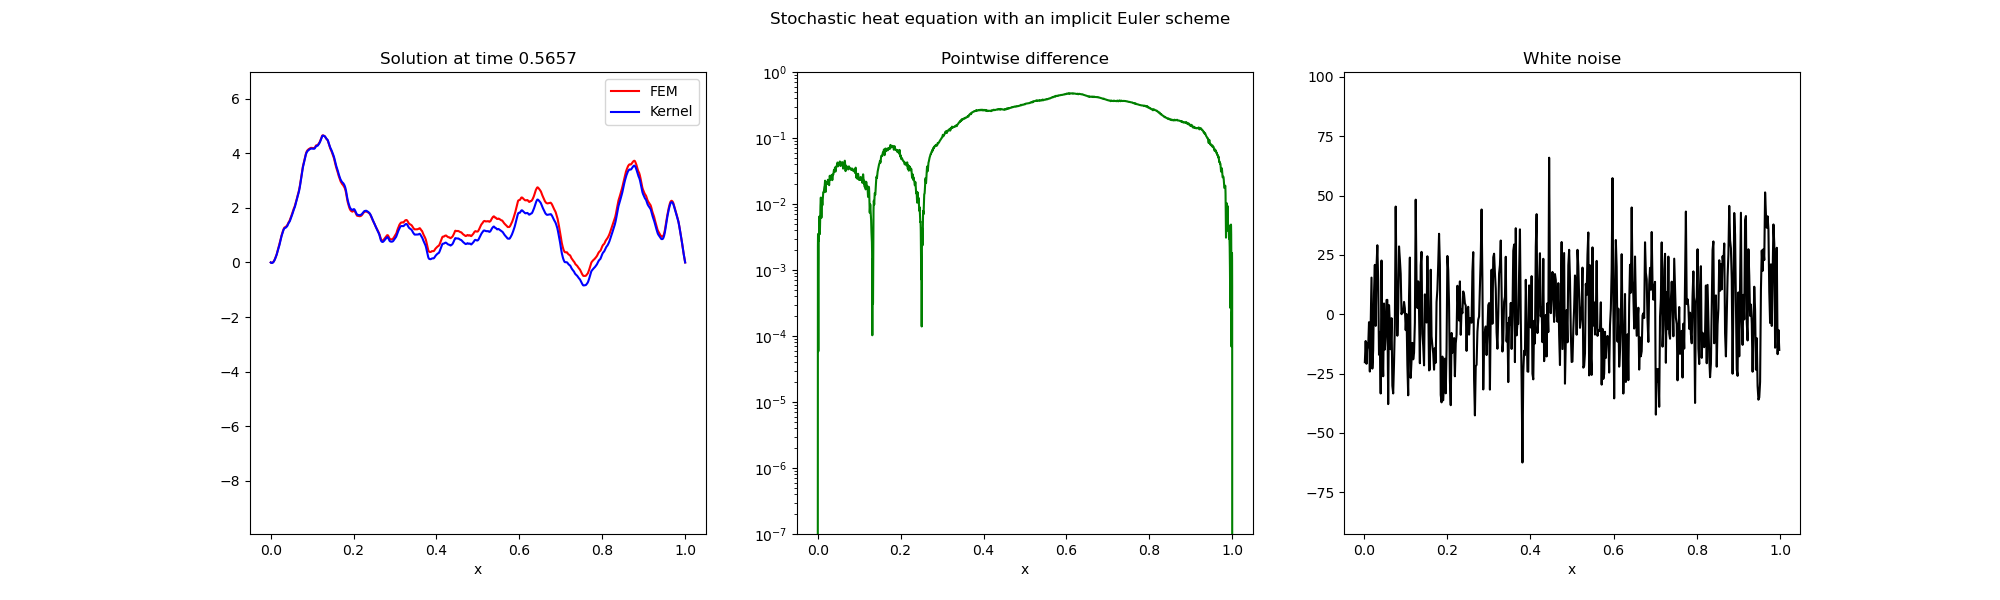 Stochastic heat equation with an implicit Euler scheme
Solution at time 0.5657
FEM
Kernel
6
4
2
0
−2
−4
−6
−8
0.0 0.2 0.4 0.6 0.8 1.0
x
Pointwise difference
10^0
10^−1
10^−2
10^−3
10^−4
10^−5
10^−6
10^−7
0.0 0.2 0.4 0.6 0.8 1.0
x
White noise
100
75
50
25
0
−25
−50
−75
0.0 0.2 0.4 0.6 0.8 1.0
x